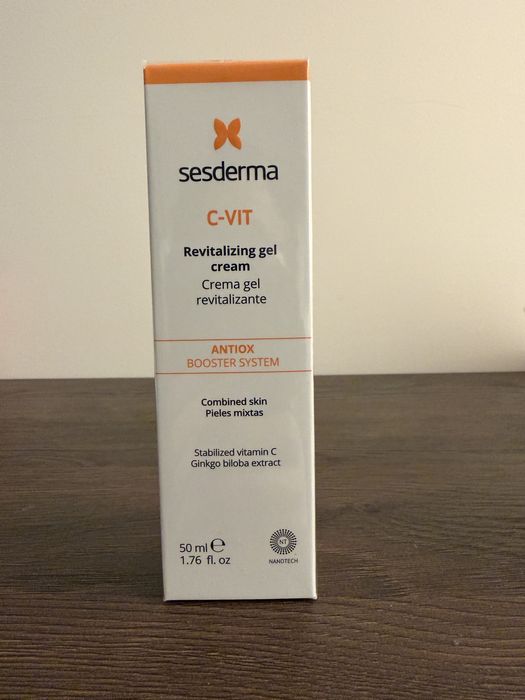 sesderma
C-VIT
Revitalizing gel
cream
Crema gel
revitalizante
ANTIOX
BOOSTER SYSTEM
Combined skin
Pieles mixtas
Stabilized vitamin C
Ginkgo biloba extract
50 ml ℮
1.76 fl. oz
NT
NANOTECH